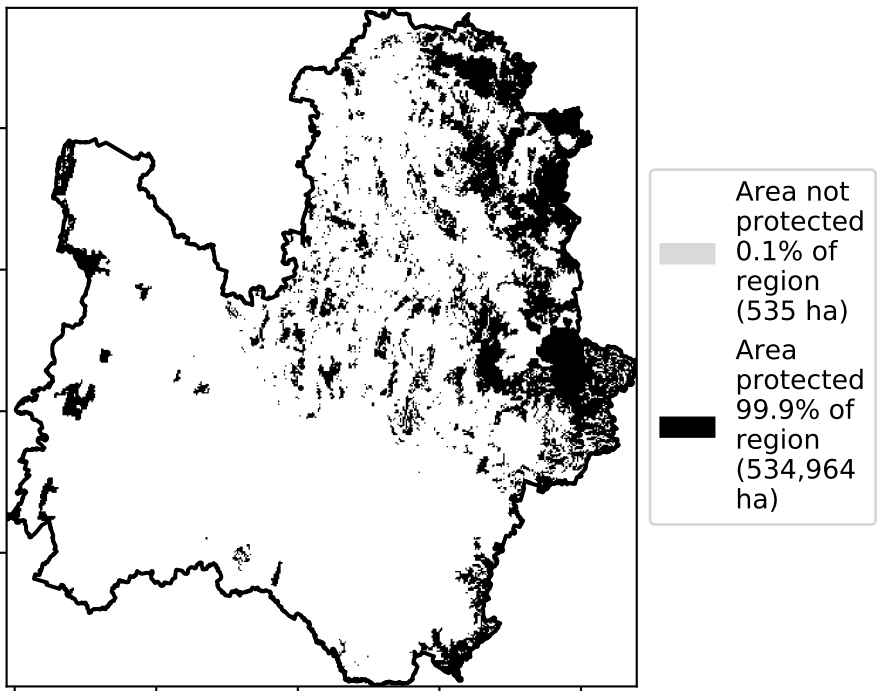 Area not
protected
0.1% of
region
(535 ha)
Area
protected
99.9% of
region
(534,964
ha)